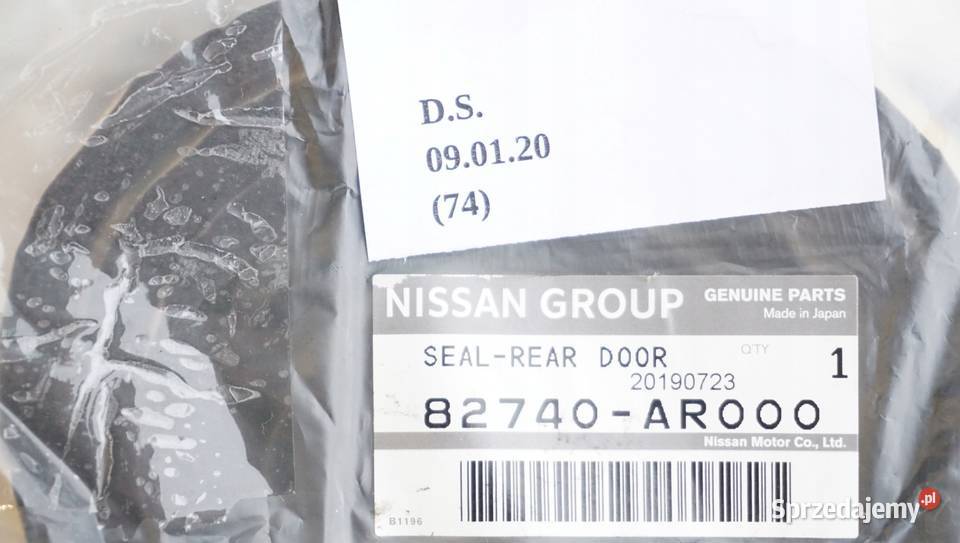 D.S.
09.01.20
(74)
NISSAN GROUP
GENUINE PARTS
Made in Japan
SEAL-REAR DOOR
Q'TY
1
20190723
82740-AR000
Nissan Motor Co., Ltd.
B1196
Sprzedajemy.pl